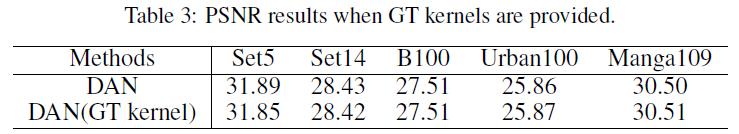 Table 3: PSNR results when GT kernels are provided.
Methods Set5 Set14 B100 Urban100 Manga109
DAN 31.89 28.43 27.51 25.86 30.50
DAN(GT kernel) 31.85 28.42 27.51 25.87 30.51